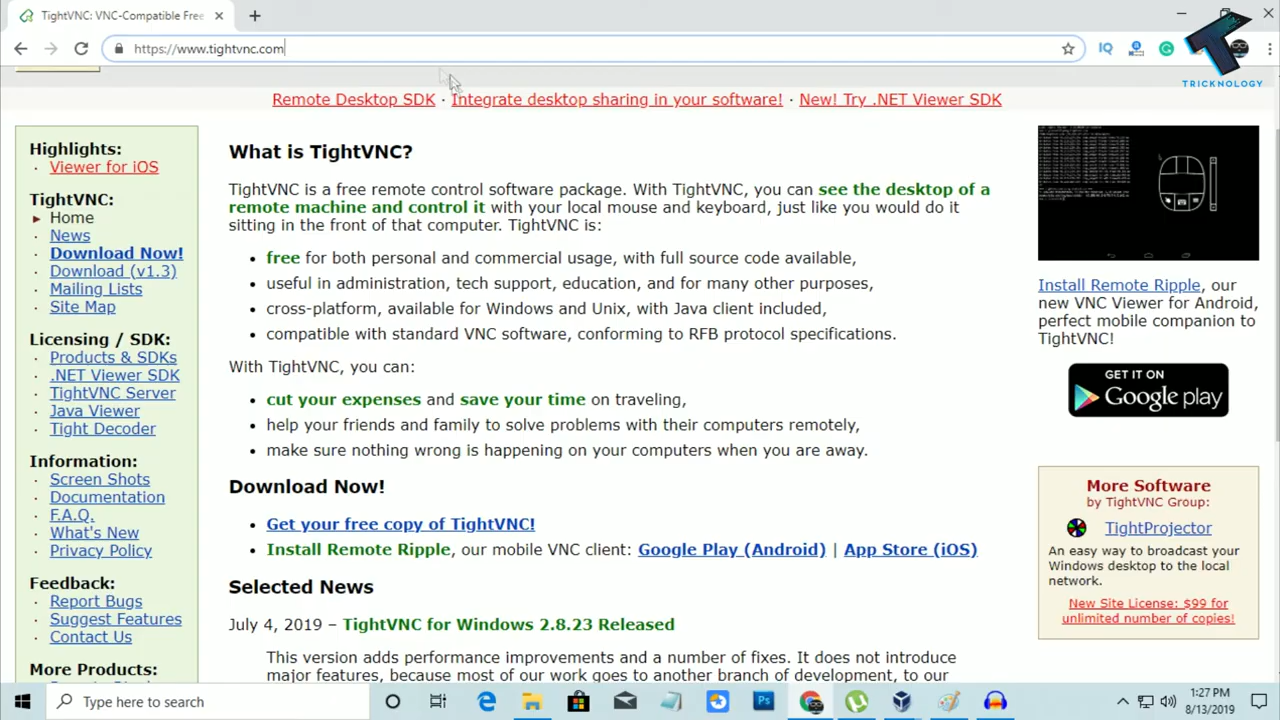 TightVNC: VNC-Compatible Free
https://www.tightvnc.com
IQ
TRICKNOLOGY
Remote Desktop SDK · Integrate desktop sharing in your software! · New! Try .NET Viewer SDK
Highlights:
· Viewer for iOS
TightVNC:
Home
· News
· Download Now!
· Download (v1.3)
· Mailing Lists
· Site Map
Licensing / SDK:
· Products & SDKs
· .NET Viewer SDK
· TightVNC Server
· Java Viewer
· Tight Decoder
Information:
· Screen Shots
· Documentation
· F.A.Q.
· What's New
· Privacy Policy
Feedback:
· Report Bugs
· Suggest Features
· Contact Us
More Products:
What is TightVNC?
TightVNC is a free remote control software package. With TightVNC, you can see the desktop of a
remote machine and control it with your local mouse and keyboard, just like you would do it
sitting in the front of that computer. TightVNC is:
• free for both personal and commercial usage, with full source code available,
• useful in administration, tech support, education, and for many other purposes,
• cross-platform, available for Windows and Unix, with Java client included,
• compatible with standard VNC software, conforming to RFB protocol specifications.
With TightVNC, you can:
• cut your expenses and save your time on traveling,
• help your friends and family to solve problems with their computers remotely,
• make sure nothing wrong is happening on your computers when you are away.
Download Now!
• Get your free copy of TightVNC!
• Install Remote Ripple, our mobile VNC client: Google Play (Android) | App Store (iOS)
Selected News
July 4, 2019 – TightVNC for Windows 2.8.23 Released
This version adds performance improvements and a number of fixes. It does not introduce
major features, because most of our work goes to another branch of development, to our
Install Remote Ripple, our
new VNC Viewer for Android,
perfect mobile companion to
TightVNC!
GET IT ON
Google play
More Software
by TightVNC Group:
TightProjector
An easy way to broadcast your
Windows desktop to the local
network.
New Site License: $99 for
unlimited number of copies!
Type here to search
Ps
1:27 PM
8/13/2019